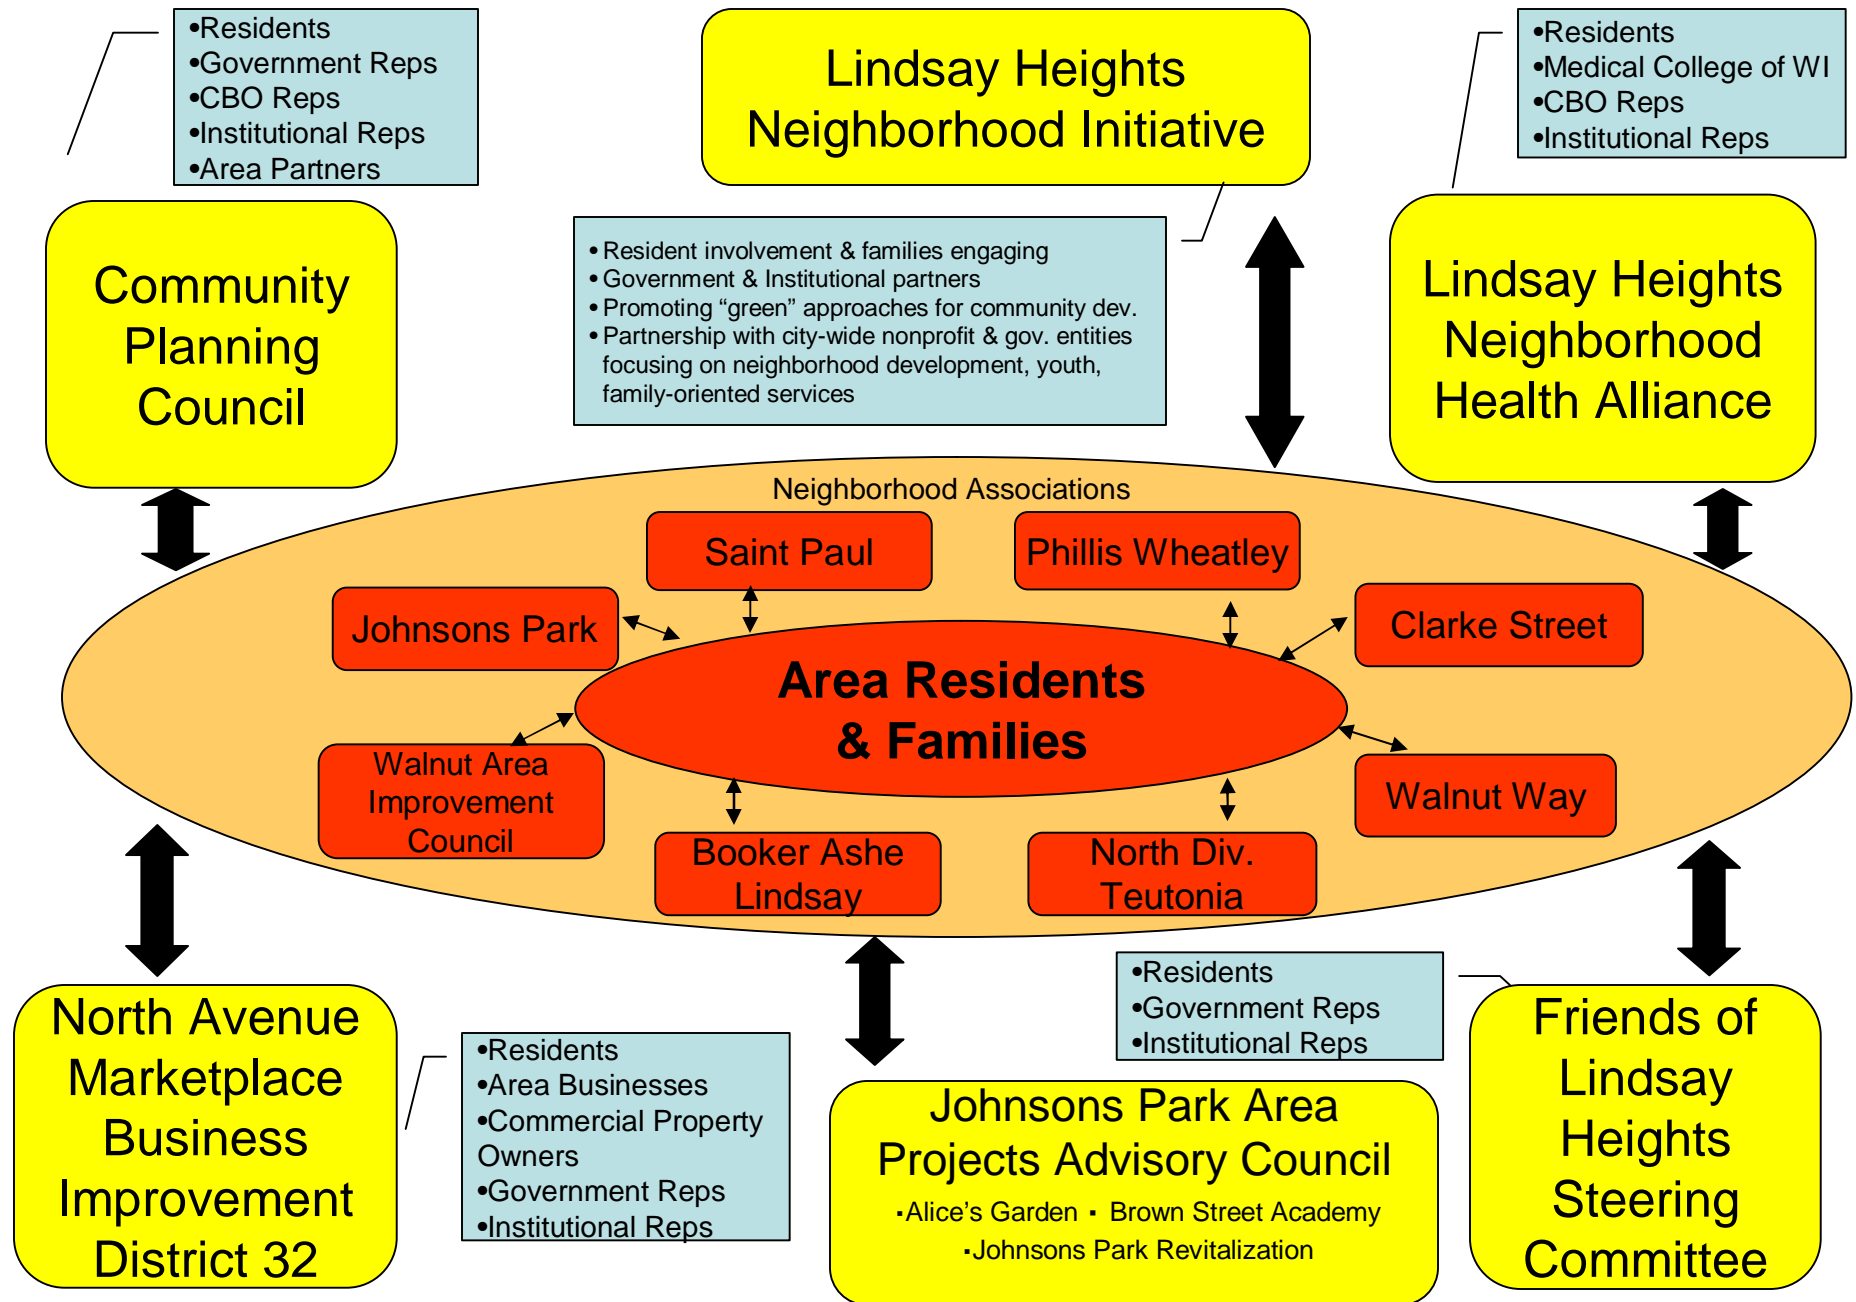 •Residents
•Government Reps
•CBO Reps
•Institutional Reps
•Area Partners
Lindsay Heights
Neighborhood Initiative
•Residents
•Medical College of WI
•CBO Reps
•Institutional Reps
Community
Planning
Council
•Resident involvement & families engaging
•Government & Institutional partners
•Promoting “green” approaches for community dev.
•Partnership with city-wide nonprofit & gov. entities
focusing on neighborhood development, youth,
family-oriented services
Lindsay Heights
Neighborhood
Health Alliance
Neighborhood Associations
Saint Paul
Phillis Wheatley
Johnsons Park
Clarke Street
Area Residents
& Families
Walnut Area
Improvement
Council
Walnut Way
Booker Ashe
Lindsay
North Div.
Teutonia
North Avenue
Marketplace
Business
Improvement
District 32
•Residents
•Area Businesses
•Commercial Property
Owners
•Government Reps
•Institutional Reps
Johnsons Park Area
Projects Advisory Council
▪Alice’s Garden ▪ Brown Street Academy
▪Johnsons Park Revitalization
•Residents
•Government Reps
•Institutional Reps
Friends of
Lindsay
Heights
Steering
Committee